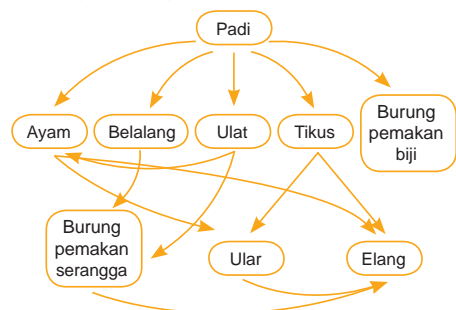 Padi
Ayam
Belalang
Ulat
Tikus
Burung
pemakan
biji
Burung
pemakan
serangga
Ular
Elang